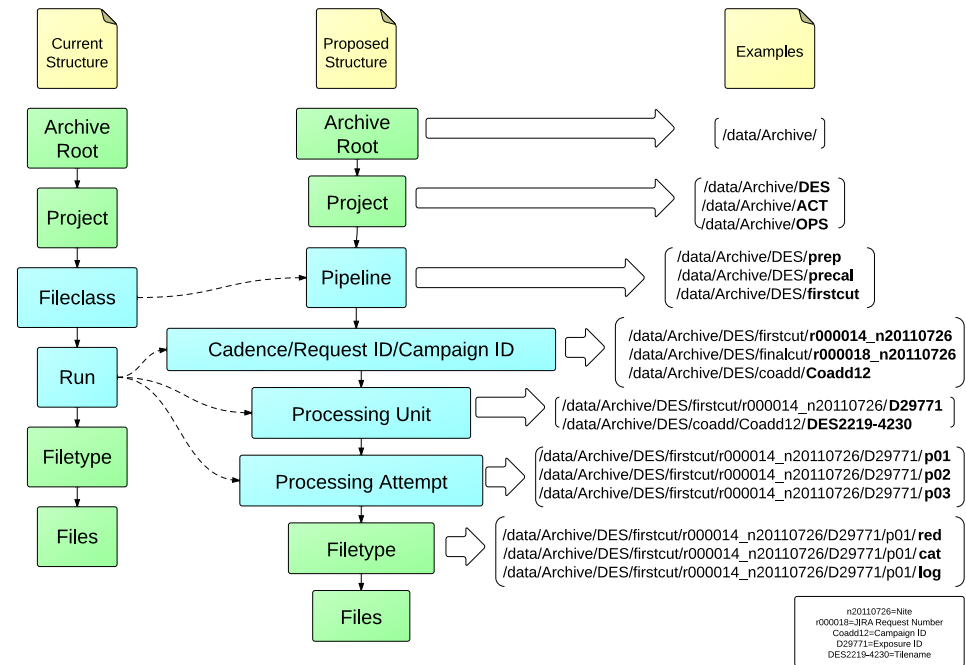 Current
Structure
Proposed
Structure
Examples
Archive
Root
Archive
Root
/data/Archive/
Project
Project
/data/Archive/DES
/data/Archive/ACT
/data/Archive/OPS
Fileclass
Pipeline
/data/Archive/DES/prep
/data/Archive/DES/precal
/data/Archive/DES/firstcut
Run
Cadence/Request ID/Campaign ID
/data/Archive/DES/firstcut/r000014_n20110726
/data/Archive/DES/finalcut/r000018_n20110726
/data/Archive/DES/coadd/Coadd12
Processing Unit
/data/Archive/DES/firstcut/r000014_n20110726/D29771
/data/Archive/DES/coadd/Coadd12/DES2219-4230
Filetype
Processing Attempt
/data/Archive/DES/firstcut/r000014_n20110726/D29771/p01
/data/Archive/DES/firstcut/r000014_n20110726/D29771/p02
/data/Archive/DES/firstcut/r000014_n20110726/D29771/p03
Files
Filetype
/data/Archive/DES/firstcut/r000014_n20110726/D29771/p01/red
/data/Archive/DES/firstcut/r000014_n20110726/D29771/p01/cat
/data/Archive/DES/firstcut/r000014_n20110726/D29771/p01/log
Files
n20110726=Nite
r000018=JIRA Request Number
Coadd12=Campaign ID
D29771=Exposure ID
DES2219-4230=Tilename